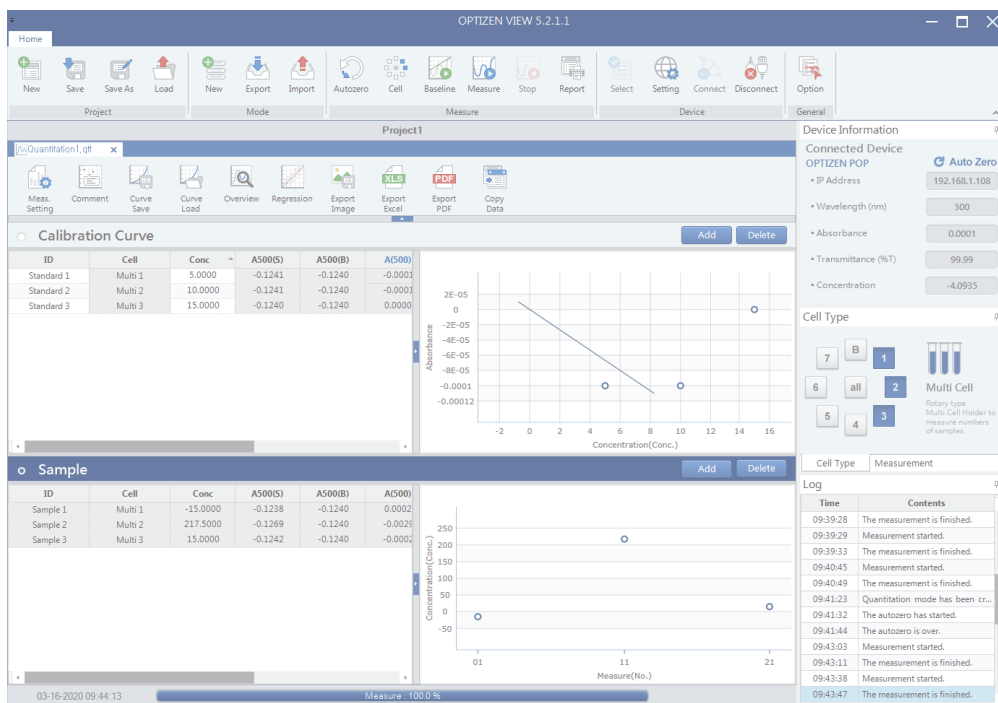 OPTIZEN VIEW 5.2.1.1
Home
New Save Save As Load New Export Import Autozero Cell Baseline Measure Stop Report Select Setting Connect Disconnect Option
Project Mode Measure Device General
Project1
Quantitation1.qtt x
Meas. Setting Comment Curve Save Curve Load Overview Regression Export Image Export Excel Export PDF Copy Data
XLS PDF
Calibration Curve Add Delete
ID Cell Conc A500(S) A500(B) A(500)
Standard 1 Multi 1 5.0000 -0.1241 -0.1240 -0.0001
Standard 2 Multi 2 10.0000 -0.1241 -0.1240 -0.0001
Standard 3 Multi 3 15.0000 -0.1240 -0.1240 0.0000
Absorbance
2E-05
0
-2E-05
-4E-05
-6E-05
-8E-05
-0.0001
-0.00012
-2 0 2 4 6 8 10 12 14 16
Concentration(Conc.)
Sample Add Delete
ID Cell Conc A500(S) A500(B) A(500)
Sample 1 Multi 1 -15.0000 -0.1238 -0.1240 0.0002
Sample 2 Multi 2 217.5000 -0.1269 -0.1240 -0.0029
Sample 3 Multi 3 15.0000 -0.1242 -0.1240 -0.0002
Concentration(Conc.)
250
200
150
100
50
0
-50
01 11 21
Measure(No.)
03-16-2020 09:44:13 Measure : 100.0 %
Device Information
Connected Device
OPTIZEN POP Auto Zero
• IP Address 192.168.1.108
• Wavelength (nm) 500
• Absorbance 0.0001
• Transmittance (%T) 99.99
• Concentration -4.0935
Cell Type
7 B 1
6 all 2
5 4 3
Multi Cell
Rotary type
Multi Cell Holder to
measure numbers
of samples.
Cell Type Measurement
Log
Time Contents
09:39:28 The measurement is finished.
09:39:29 Measurement started.
09:39:33 The measurement is finished.
09:40:45 Measurement started.
09:40:49 The measurement is finished.
09:41:23 Quantitation mode has been cr...
09:41:32 The autozero has started.
09:41:44 The autozero is over.
09:43:03 Measurement started.
09:43:11 The measurement is finished.
09:43:38 Measurement started.
09:43:47 The measurement is finished.